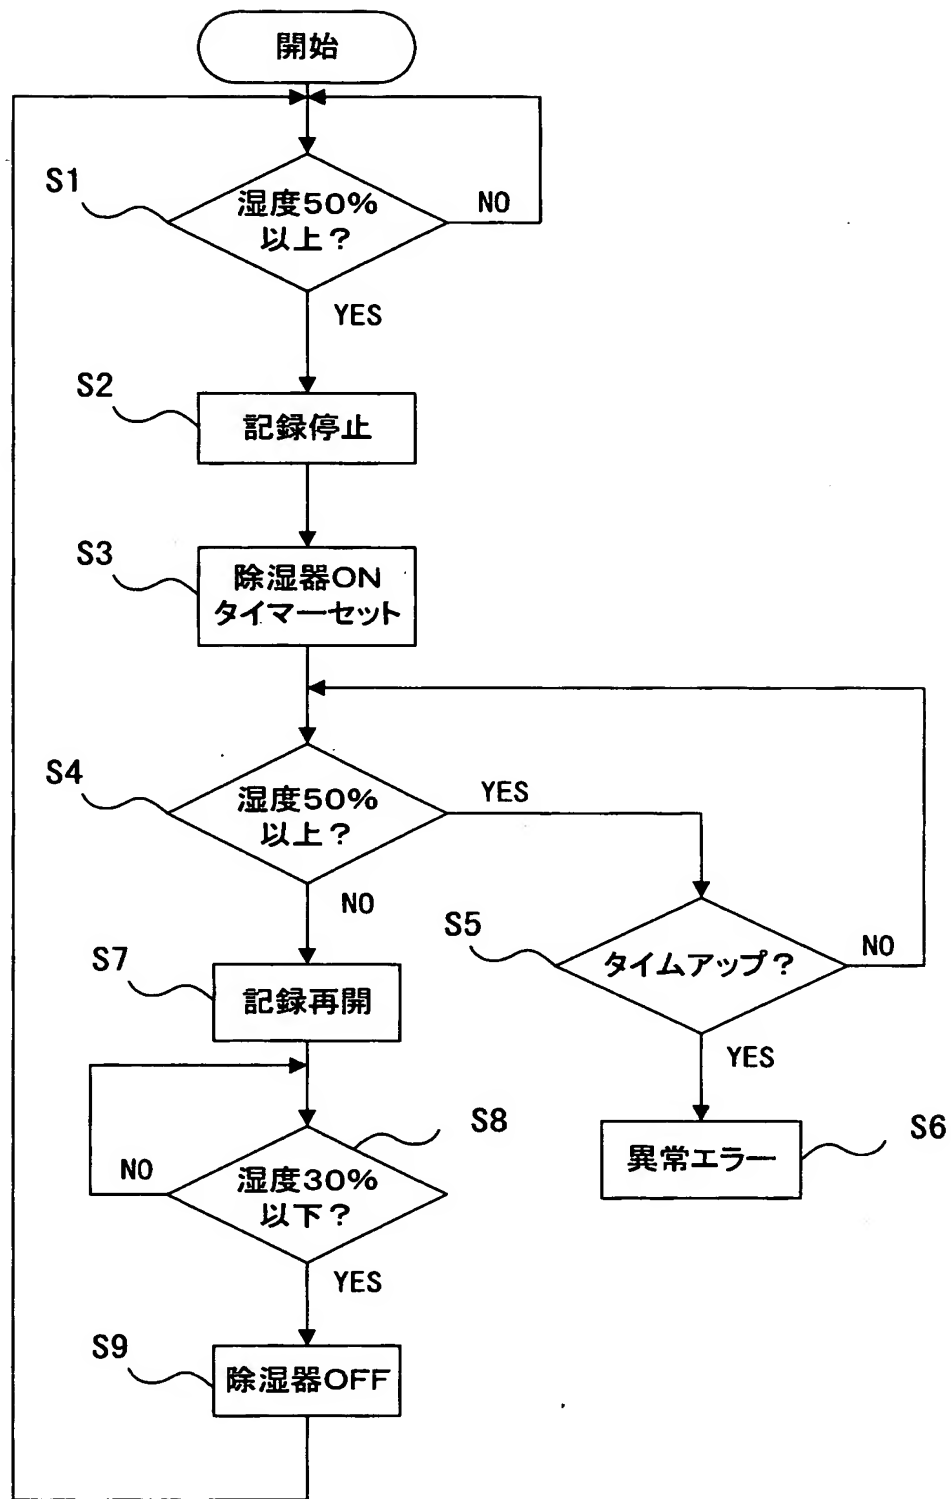 開始
S1
湿度50%
以上?
NO
YES
S2
記録停止
S3
除湿器ON
タイマーセット
S4
湿度50%
以上?
YES
NO
S5
タイムアップ?
NO
S7
記録再開
YES
S8
S6
異常エラー
NO
湿度30%
以下?
YES
S9
除湿器OFF